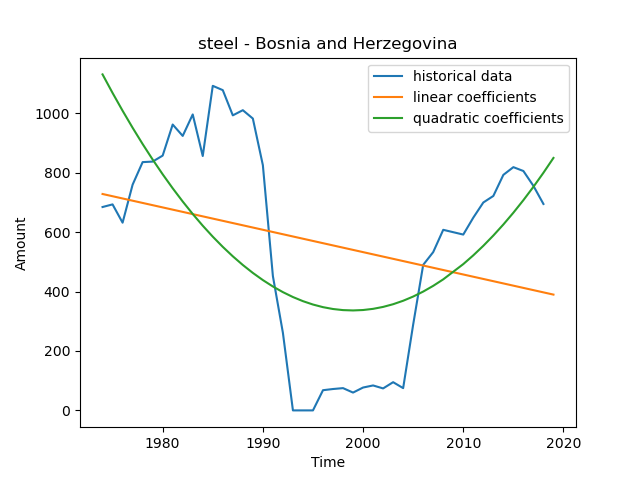 steel - Bosnia and Herzegovina
historical data
linear coefficients
quadratic coefficients
Amount
1000
800
600
400
200
0
1980
1990
2000
2010
2020
Time